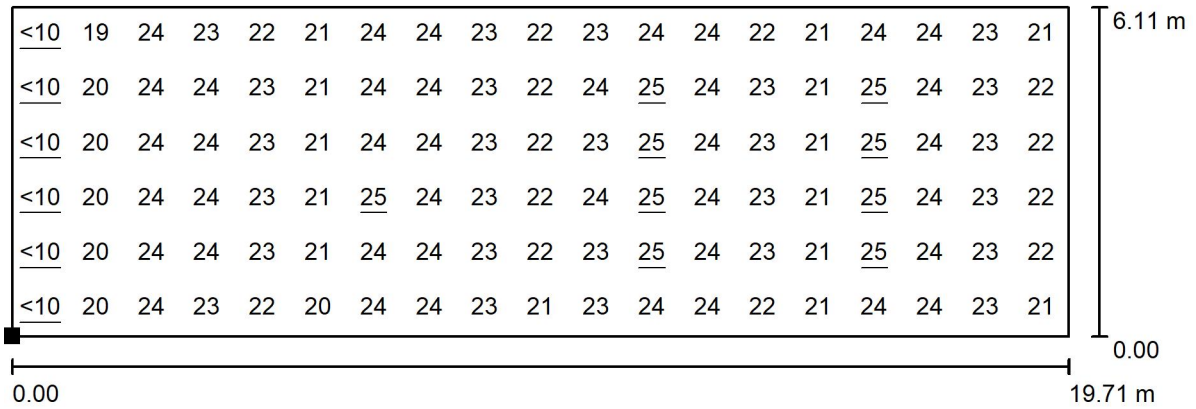 <10 19 24 23 22 21 24 24 23 22 23 24 24 22 21 24 24 23 21
6.11 m
<10 20 24 24 23 21 24 24 23 22 24 25 24 23 21 25 24 23 22
<10 20 24 24 23 21 24 24 23 22 23 25 24 23 21 25 24 23 22
<10 20 24 24 23 21 25 24 23 22 24 25 24 23 21 25 24 23 22
<10 20 24 24 23 21 24 24 23 22 23 25 24 23 21 25 24 23 22
<10 20 24 23 22 20 24 24 23 21 23 24 24 22 21 24 24 23 21
0.00
0.00
19.71 m